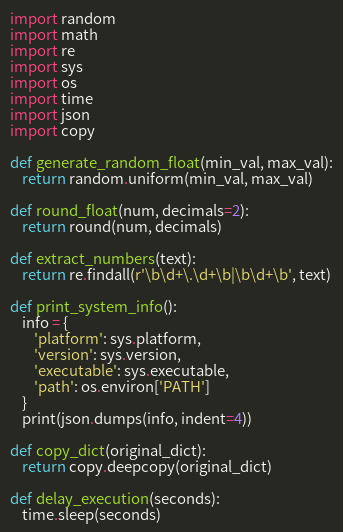 import random
import math
import re
import sys
import os
import time
import json
import copy

def generate_random_float(min_val, max_val):
    return random.uniform(min_val, max_val)

def round_float(num, decimals=2):
    return round(num, decimals)

def extract_numbers(text):
    return re.findall(r'\b\d+\.\d+\b|\b\d+\b', text)

def print_system_info():
    info = {
        'platform': sys.platform,
        'version': sys.version,
        'executable': sys.executable,
        'path': os.environ['PATH']
    }
    print(json.dumps(info, indent=4))

def copy_dict(original_dict):
    return copy.deepcopy(original_dict)

def delay_execution(seconds):
    time.sleep(seconds)